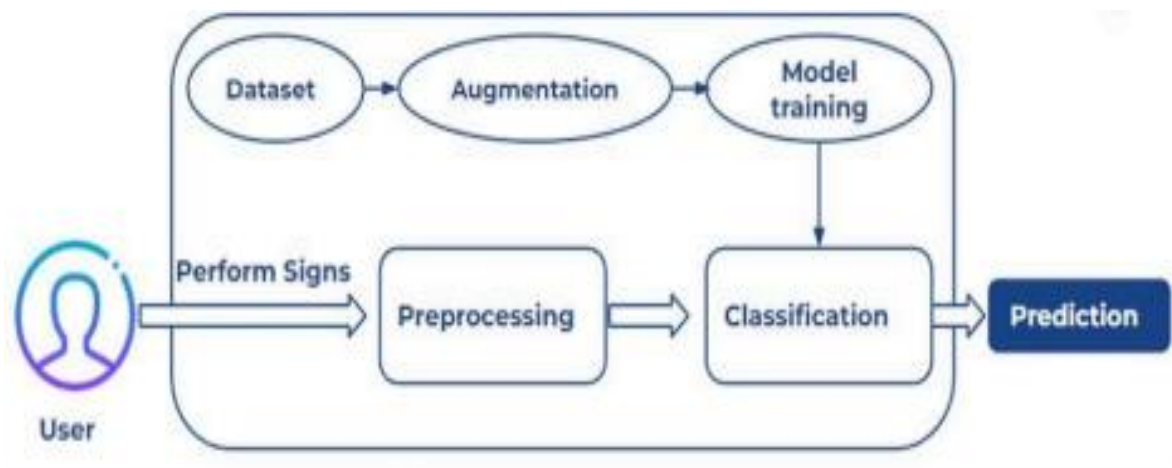 Dataset
Augmentation
Model
training
Perform Signs
Preprocessing
Classification
Prediction
User